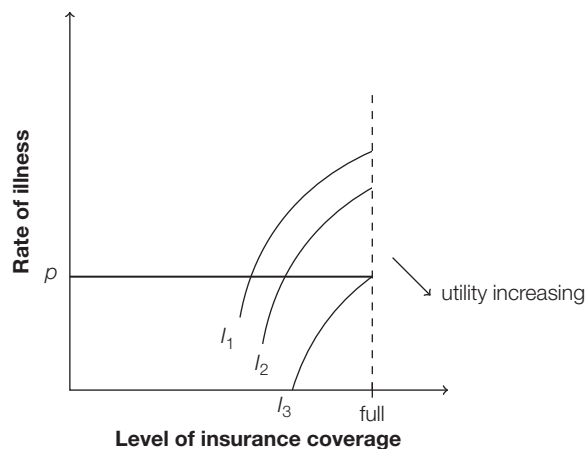 Rate of illness
p
I1
I2
I3
utility increasing
full
Level of insurance coverage